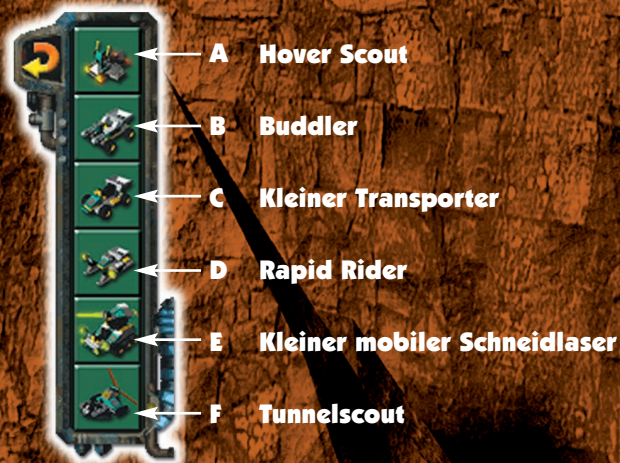 A Hover Scout
B Buddler
C Kleiner Transporter
D Rapid Rider
E Kleiner mobiler Schneidlaser
F Tunnelscout